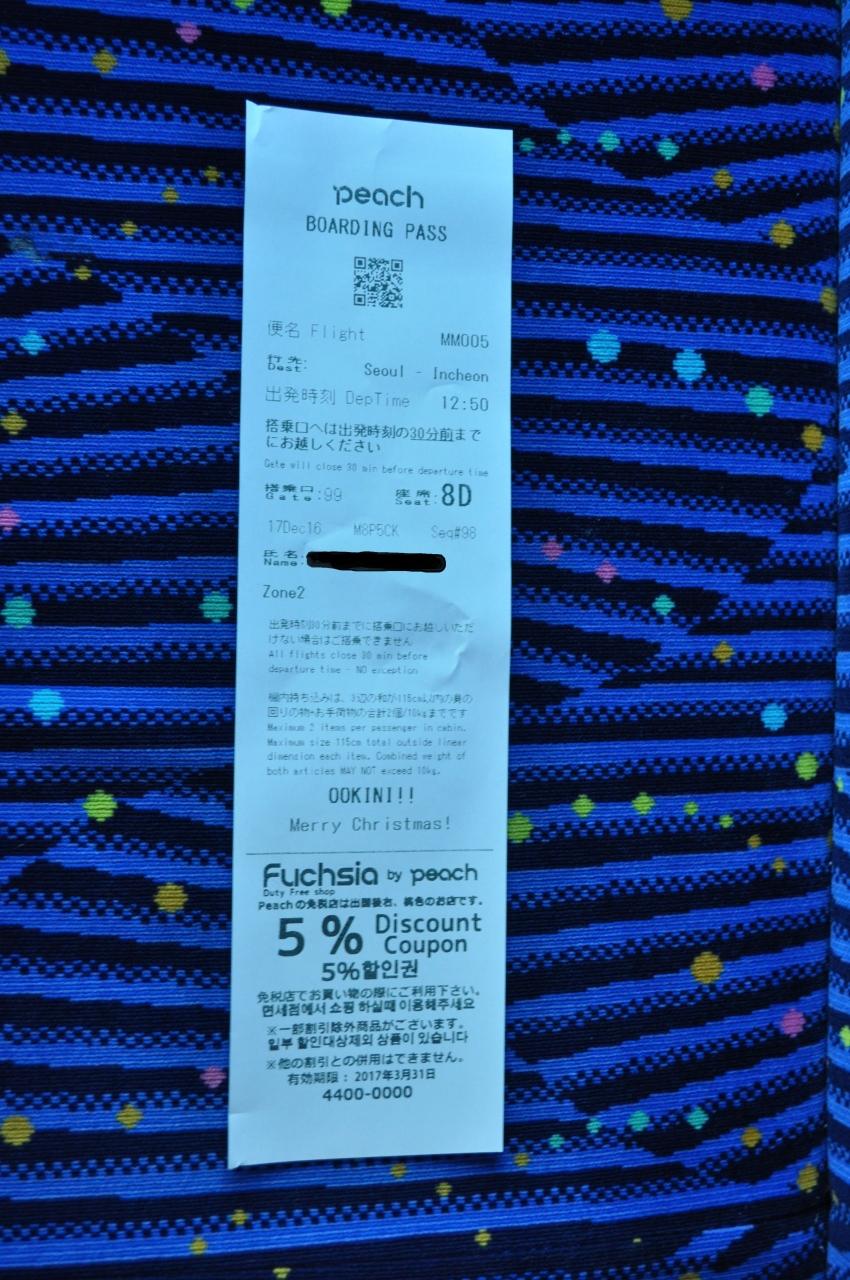 peach
BOARDING PASS
便名 Flight MM005
行先: Dest: Seoul - Incheon
出発時刻 DepTime 12:50
搭乗口へは出発時刻の30分前まで
にお越しください
Gate will close 30 min before departure time
搭乗口 Gate:99 座席: Seat: 8D
17Dec16 M8P5CK Seq#98
氏名: Name:
Zone2
出発時刻30分前までに搭乗口にお越しいただ
けない場合はご搭乗できません
All flights close 30 min before
departure time - NO exception
機内持ち込みは、3辺の和が115cm以内の身の
回りの物+お手荷物の合計2個/10kgまでです
Maximum 2 items per passenger in cabin.
Maximum size 115cm total outside linear
dimension each item. Combined weight of
both articles MAY NOT exceed 10kg.
OOKINI!!
Merry Christmas!
Fuchsia by peach
Duty Free shop
Peachの免税店は出国後右、桃色のお店です。
5% Discount
Coupon
5%할인권
免税店でお買い物の際にご利用下さい。
면세점에서 쇼핑 하실때 이용해주세요
※一部割引除外商品がございます。
일부 할인대상제외 상품이 있습니다
※他の割引との併用はできません。
有効期限: 2017年3月31日
4400-0000